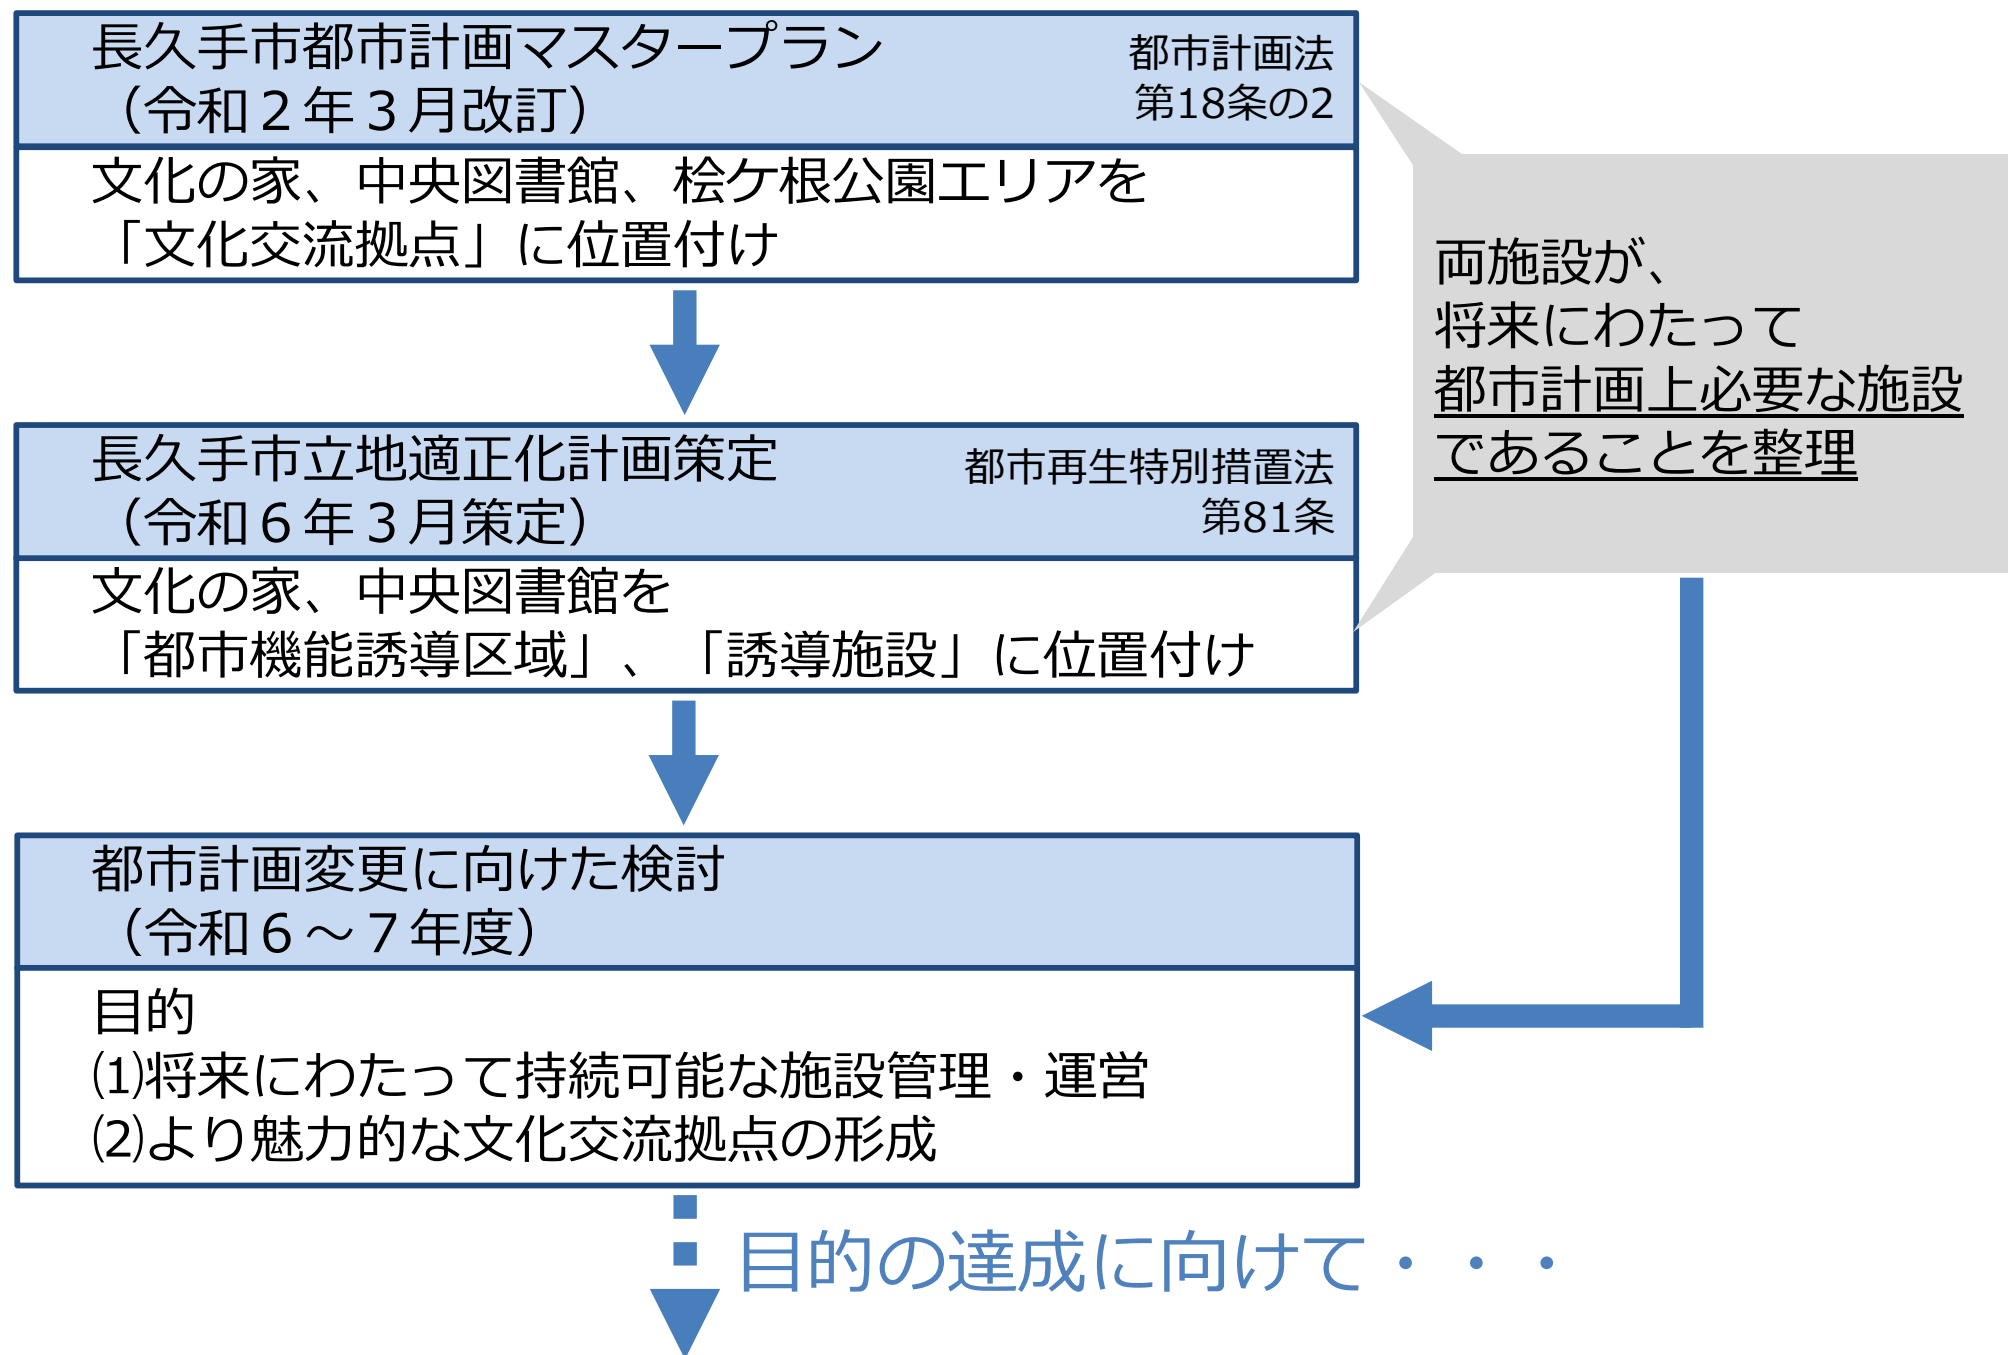 長久手市都市計画マスタープラン
（令和２年３月改訂）
都市計画法
第18条の2
文化の家、中央図書館、桧ケ根公園エリアを
「文化交流拠点」に位置付け
両施設が、
将来にわたって
都市計画上必要な施設
であることを整理
長久手市立地適正化計画策定
（令和６年３月策定）
都市再生特別措置法
第81条
文化の家、中央図書館を
「都市機能誘導区域」、「誘導施設」に位置付け
都市計画変更に向けた検討
（令和６～７年度）
目的
⑴将来にわたって持続可能な施設管理・運営
⑵より魅力的な文化交流拠点の形成
目的の達成に向けて・・・